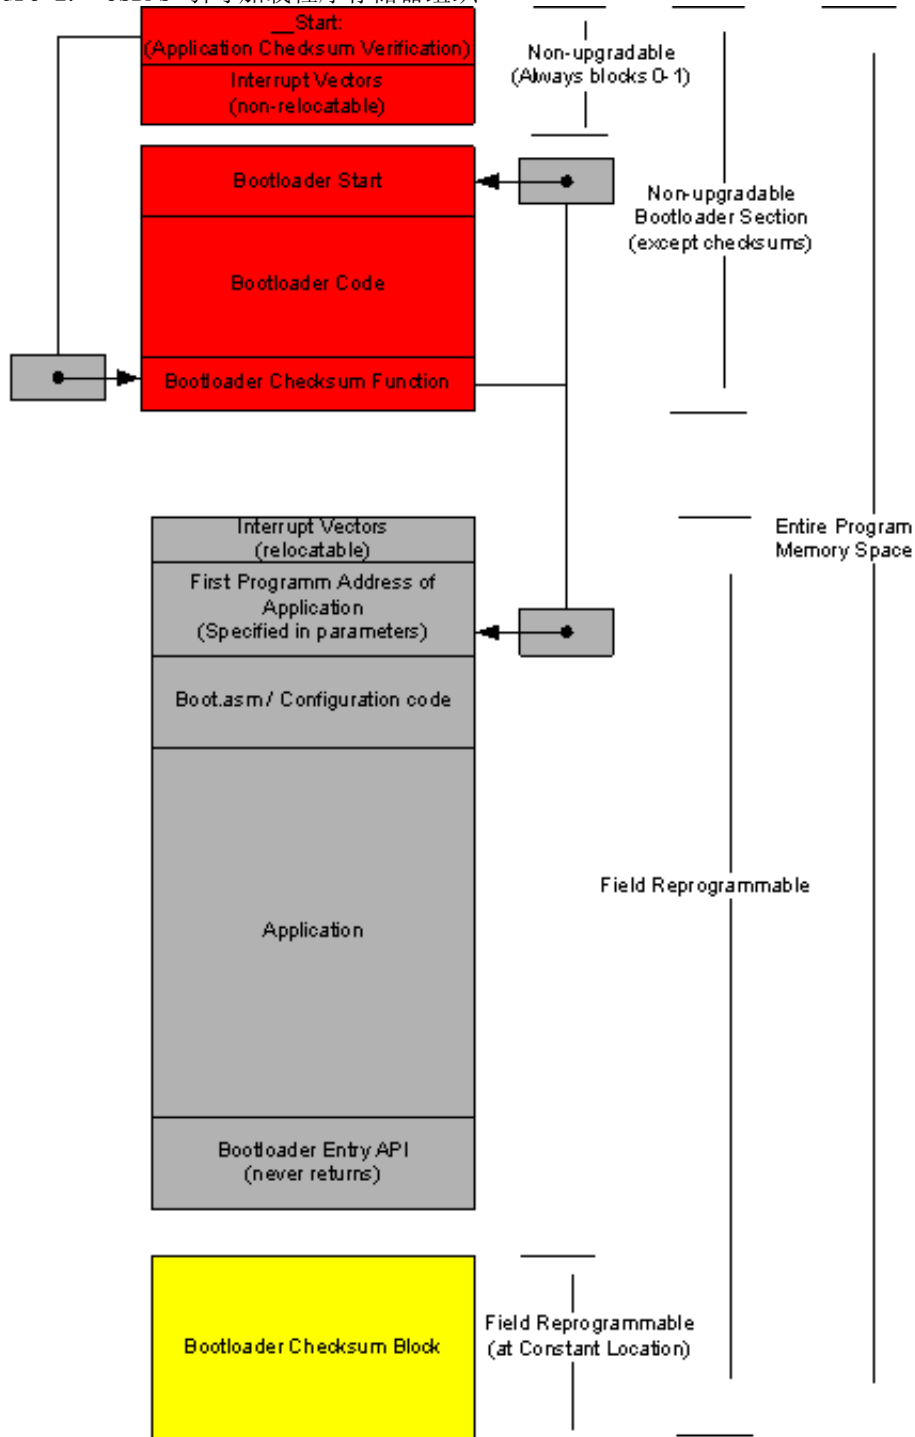 __Start:
(Application Checksum Verification)
Interrupt Vectors
(non-relocatable)
Non-upgradable
(Always blocks 0-1)
Bootloader Start
Non-upgradable
Bootloader Section
(except checksums)
Bootloader Code
Bootloader Checksum Function
Interrupt Vectors
(relocatable)
Entire Program
Memory Space
First Programm Address of
Application
(Specified in parameters)
Boot.asm / Configuration code
Field Reprogrammable
Application
Bootloader Entry API
(never returns)
Field Reprogrammable
(at Constant Location)
Bootloader Checksum Block